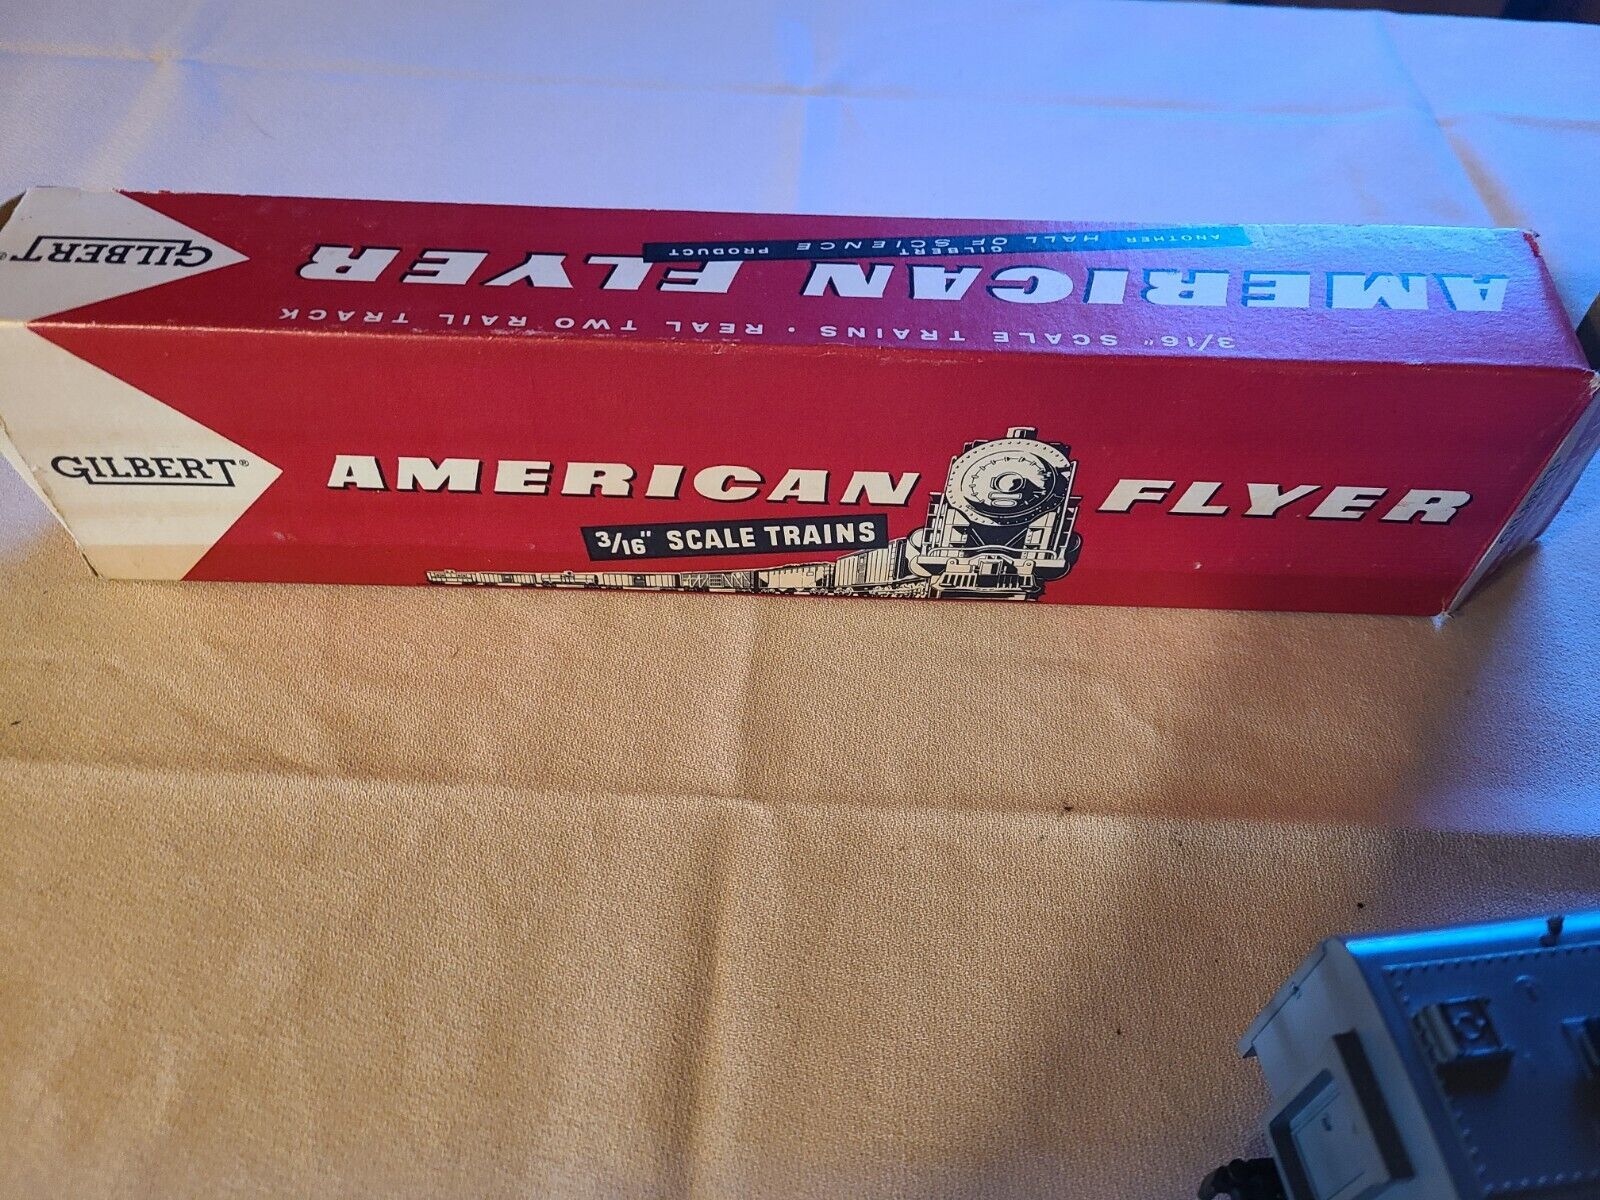 GILBERT®
ANOTHER GILBERT HALL OF SCIENCE PRODUCT
AMERICAN FLYER
3/16" SCALE TRAINS · REAL TWO RAIL TRACK
GILBERT®
AMERICAN FLYER
3/16" SCALE TRAINS